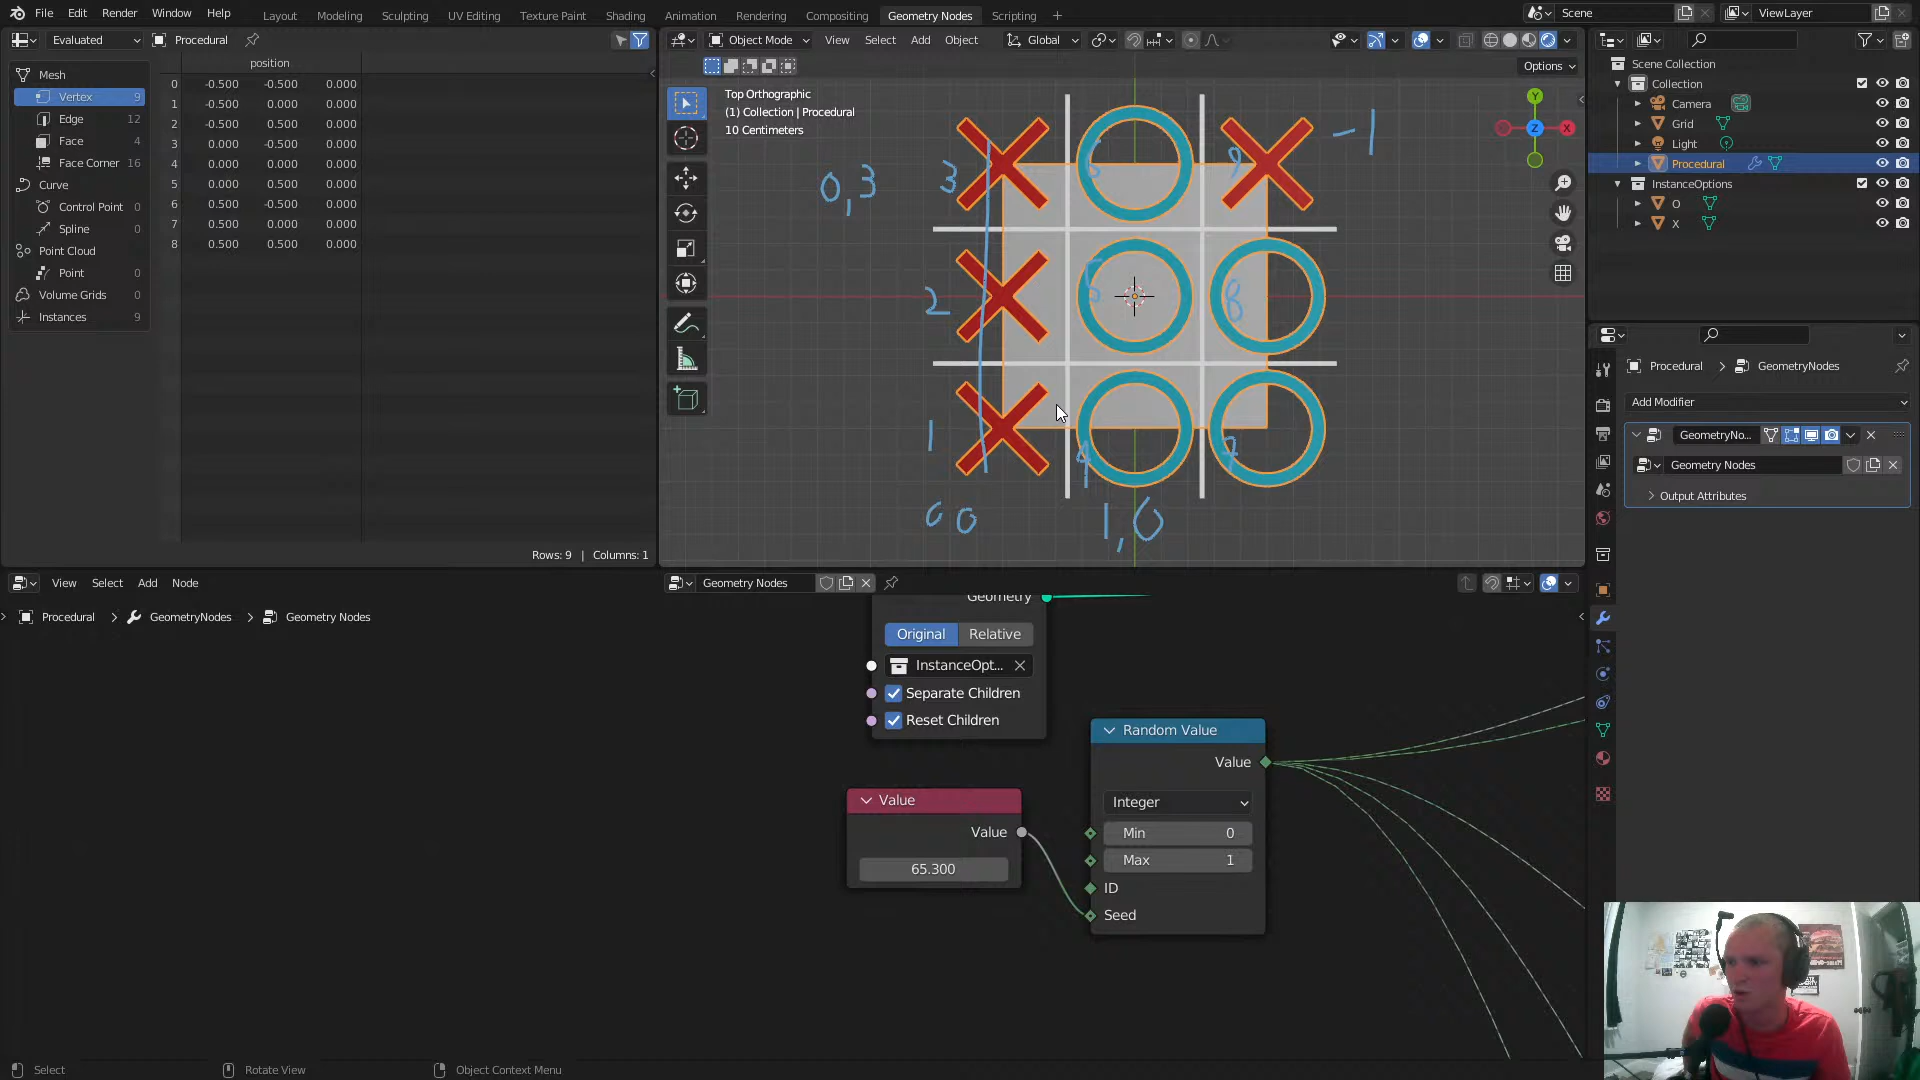 File Edit Render Window Help
Layout Modeling Sculpting UV Editing Texture Paint Shading Animation Rendering Compositing Geometry Nodes Scripting +
Scene ViewLayer
Evaluated Procedural
Object Mode View Select Add Object Global
Options
position
Mesh
Vertex 9
Edge 12
Face 4
Face Corner 16
Curve
Control Point 0
Spline 0
Point Cloud
Point 0
Volume Grids 0
Instances 9
0 -0.500 -0.500 0.000
1 -0.500 0.000 0.000
2 -0.500 0.500 0.000
3 0.000 -0.500 0.000
4 0.000 0.000 0.000
5 0.000 0.500 0.000
6 0.500 -0.500 0.000
7 0.500 0.000 0.000
8 0.500 0.500 0.000
Rows: 9 | Columns: 1
Top Orthographic
(1) Collection | Procedural
10 Centimeters
Y
Z X
0,3 3 9 -1
2 5 8
1 4 7
0 0 1,0
Scene Collection
Collection
Camera
Grid
Light
Procedural
InstanceOptions
O
X
Procedural GeometryNodes
Add Modifier
GeometryNo...
Geometry Nodes
Output Attributes
View Select Add Node
Geometry Nodes
Procedural GeometryNodes Geometry Nodes
Geometry
Original Relative
InstanceOpt...
Separate Children
Reset Children
Random Value
Value
Integer
Min 0
Max 1
ID
Seed
Value
Value
65.300
Select Rotate View Object Context Menu